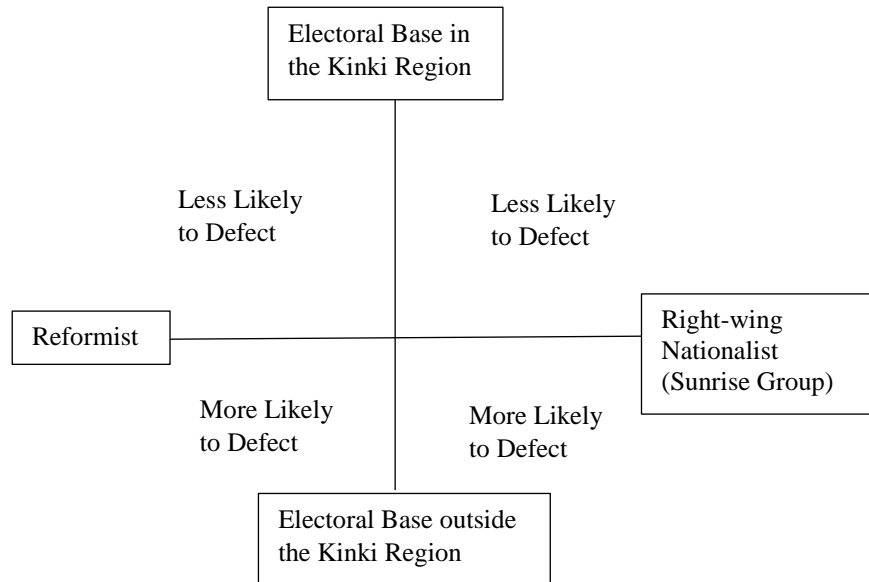 Electoral Base in
the Kinki Region
Less Likely
to Defect
Less Likely
to Defect
Reformist
Right-wing
Nationalist
(Sunrise Group)
More Likely
to Defect
More Likely
to Defect
Electoral Base outside
the Kinki Region